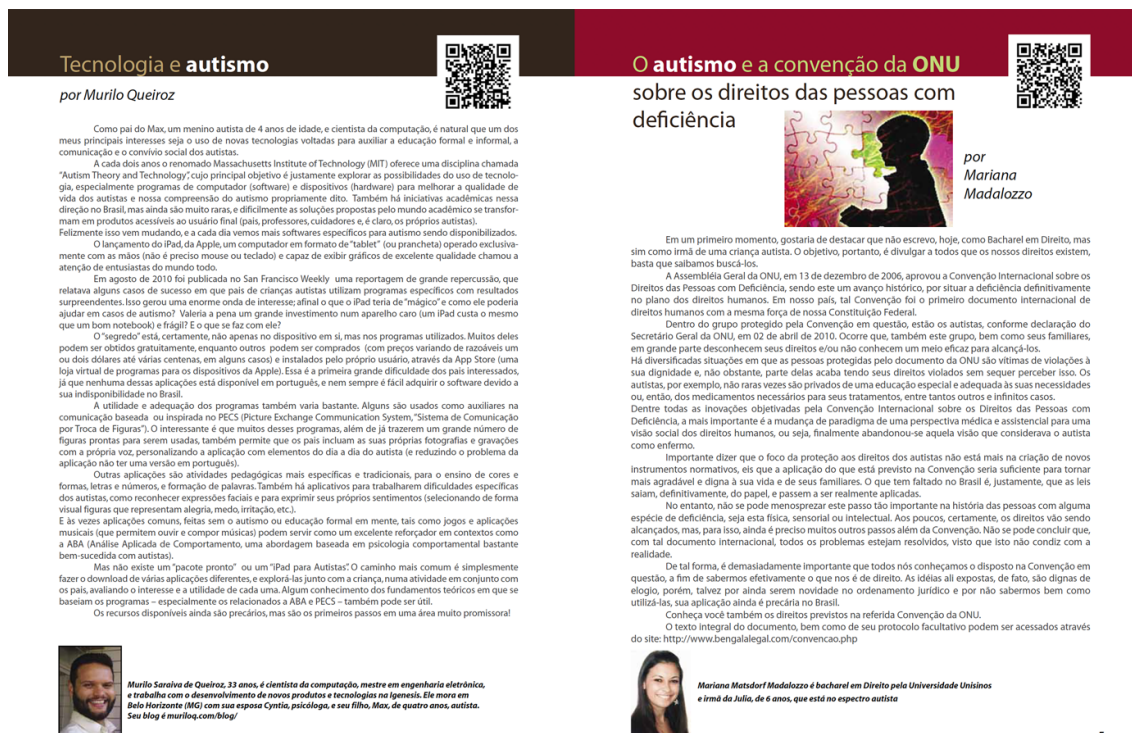 Tecnologia e autismo
por Murilo Queiroz
Como pai do Max, um menino autista de 4 anos de idade, e cientista da computação, é natural que um dos
meus principais interesses seja o uso de novas tecnologias voltadas para auxiliar a educação formal e informal, a
comunicação e o convívio social dos autistas.
A cada dois anos o renomado Massachusetts Institute of Technology (MIT) oferece uma disciplina chamada
“Autism Theory and Technology”, cujo principal objetivo é justamente explorar as possibilidades do uso de tecnolo-
gia, especialmente programas de computador (software) e dispositivos (hardware) para melhorar a qualidade de
vida dos autistas e nossa compreensão do autismo propriamente dito. Também há iniciativas acadêmicas nessa
direção no Brasil, mas ainda são muito raras, e dificilmente as soluções propostas pelo mundo acadêmico se transfor-
mam em produtos acessíveis ao usuário final (pais, professores, cuidadores e, é claro, os próprios autistas).
Felizmente isso vem mudando, e a cada dia vemos mais softwares específicos para autismo sendo disponibilizados.
O lançamento do iPad, da Apple, um computador em formato de “tablet” (ou prancheta) operado exclusiva-
mente com as mãos (não é preciso mouse ou teclado) e capaz de exibir gráficos de excelente qualidade chamou a
atenção de entusiastas do mundo todo.
Em agosto de 2010 foi publicada no San Francisco Weekly uma reportagem de grande repercussão, que
relatava alguns casos de sucesso em que pais de crianças autistas utilizam programas específicos com resultados
surpreendentes. Isso gerou uma enorme onda de interesse; afinal o que o iPad teria de “mágico” e como ele poderia
ajudar em casos de autismo? Valeria a pena um grande investimento num aparelho caro (um iPad custa o mesmo
que um bom notebook) e frágil? E o que se faz com ele?
O “segredo” está, certamente, não apenas no dispositivo em si, mas nos programas utilizados. Muitos deles
podem ser obtidos gratuitamente, enquanto outros podem ser comprados (com preços variando de razoáveis um
ou dois dólares até várias centenas, em alguns casos) e instalados pelo próprio usuário, através da App Store (uma
loja virtual de programas para os dispositivos da Apple). Essa é a primeira grande dificuldade dos pais interessados,
já que nenhuma dessas aplicações está disponível em português, e nem sempre é fácil adquirir o software devido a
sua indisponibilidade no Brasil.
A utilidade e adequação dos programas também varia bastante. Alguns são usados como auxiliares na
comunicação baseada ou inspirada no PECS (Picture Exchange Communication System, “Sistema de Comunicação
por Troca de Figuras”). O interessante é que muitos desses programas, além de já trazerem um grande número de
figuras prontas para serem usadas, também permite que os pais incluam as suas próprias fotografias e gravações
com a própria voz, personalizando a aplicação com elementos do dia a dia do autista (e reduzindo o problema da
aplicação não ter uma versão em português).
Outras aplicações são atividades pedagógicas mais específicas e tradicionais, para o ensino de cores e
formas, letras e números, e formação de palavras. Também há aplicativos para trabalharem dificuldades específicas
dos autistas, como reconhecer expressões faciais e para exprimir seus próprios sentimentos (selecionando de forma
visual figuras que representam alegria, medo, irritação, etc.).
E às vezes aplicações comuns, feitas sem o autismo ou educação formal em mente, tais como jogos e aplicações
musicais (que permitem ouvir e compor músicas) podem servir como um excelente reforçador em contextos como
a ABA (Análise Aplicada de Comportamento, uma abordagem baseada em psicologia comportamental bastante
bem-sucedida com autistas).
Mas não existe um “pacote pronto” ou um “iPad para Autistas”. O caminho mais comum é simplesmente
fazer o download de várias aplicações diferentes, e explorá-las junto com a criança, numa atividade em conjunto com
os pais, avaliando o interesse e a utilidade de cada uma. Algum conhecimento dos fundamentos teóricos em que se
baseiam os programas – especialmente os relacionados a ABA e PECS – também pode ser útil.
Os recursos disponíveis ainda são precários, mas são os primeiros passos em uma área muito promissora!
Murilo Saraiva de Queiroz, 33 anos, é cientista da computação, mestre em engenharia eletrônica,
e trabalha com o desenvolvimento de novos produtos e tecnologias na Igenesis. Ele mora em
Belo Horizonte (MG) com sua esposa Cyntia, psicóloga, e seu filho, Max, de quatro anos, autista.
Seu blog é muriloq.com/blog/
O autismo e a convenção da ONU
sobre os direitos das pessoas com
deficiência
por
Mariana
Madalozzo
Em um primeiro momento, gostaria de destacar que não escrevo, hoje, como Bacharel em Direito, mas
sim como irmã de uma criança autista. O objetivo, portanto, é divulgar a todos que os nossos direitos existem,
basta que saibamos buscá-los.
A Assembléia Geral da ONU, em 13 de dezembro de 2006, aprovou a Convenção Internacional sobre os
Direitos das Pessoas com Deficiência, sendo este um avanço histórico, por situar a deficiência definitivamente
no plano dos direitos humanos. Em nosso país, tal Convenção foi o primeiro documento internacional de
direitos humanos com a mesma força de nossa Constituição Federal.
Dentro do grupo protegido pela Convenção em questão, estão os autistas, conforme declaração do
Secretário Geral da ONU, em 02 de abril de 2010. Ocorre que, também este grupo, bem como seus familiares,
em grande parte desconhecem seus direitos e/ou não conhecem um meio eficaz para alcançá-los.
Há diversificadas situações em que as pessoas protegidas pelo documento da ONU são vítimas de violações à
sua dignidade e, não obstante, parte delas acaba tendo seus direitos violados sem sequer perceber isso. Os
autistas, por exemplo, não raras vezes são privados de uma educação especial e adequada às suas necessidades
ou, então, dos medicamentos necessários para seus tratamentos, entre tantos outros e infinitos casos.
Dentre todas as inovações objetivadas pela Convenção Internacional sobre os Direitos das Pessoas com
Deficiência, a mais importante é a mudança de paradigma de uma perspectiva médica e assistencial para uma
visão social dos direitos humanos, ou seja, finalmente abandonou-se aquela visão que considerava o autista
como enfermo.
Importante dizer que o foco da proteção aos direitos dos autistas não está mais na criação de novos
instrumentos normativos, eis que a aplicação do que está previsto na Convenção seria suficiente para tornar
mais agradável e digna à sua vida e de seus familiares. O que tem faltado no Brasil é, justamente, que as leis
saiam, definitivamente, do papel, e passem a ser realmente aplicadas.
No entanto, não se pode menosprezar este passo tão importante na história das pessoas com alguma
espécie de deficiência, seja esta física, sensorial ou intelectual. Aos poucos, certamente, os direitos vão sendo
alcançados, mas, para isso, ainda é preciso muitos outros passos além da Convenção. Não se pode concluir que,
com tal documento internacional, todos os problemas estejam resolvidos, visto que isto não condiz com a
realidade.
De tal forma, é demasiadamente importante que todos nós conheçamos o disposto na Convenção em
questão, a fim de sabermos efetivamente o que nos é de direito. As idéias ali expostas, de fato, são dignas de
elogio, porém, talvez por ainda serem novidade no ordenamento jurídico e por não sabermos bem como
utilizá-las, sua aplicação ainda é precária no Brasil.
Conheça você também os direitos previstos na referida Convenção da ONU.
O texto integral do documento, bem como de seu protocolo facultativo podem ser acessados através
do site: http://www.bengalalegal.com/convencao.php
Mariana Matsdorf Madalozzo é bacharel em Direito pela Universidade Unisinos
e irmã da Julia, de 6 anos, que está no espectro autista